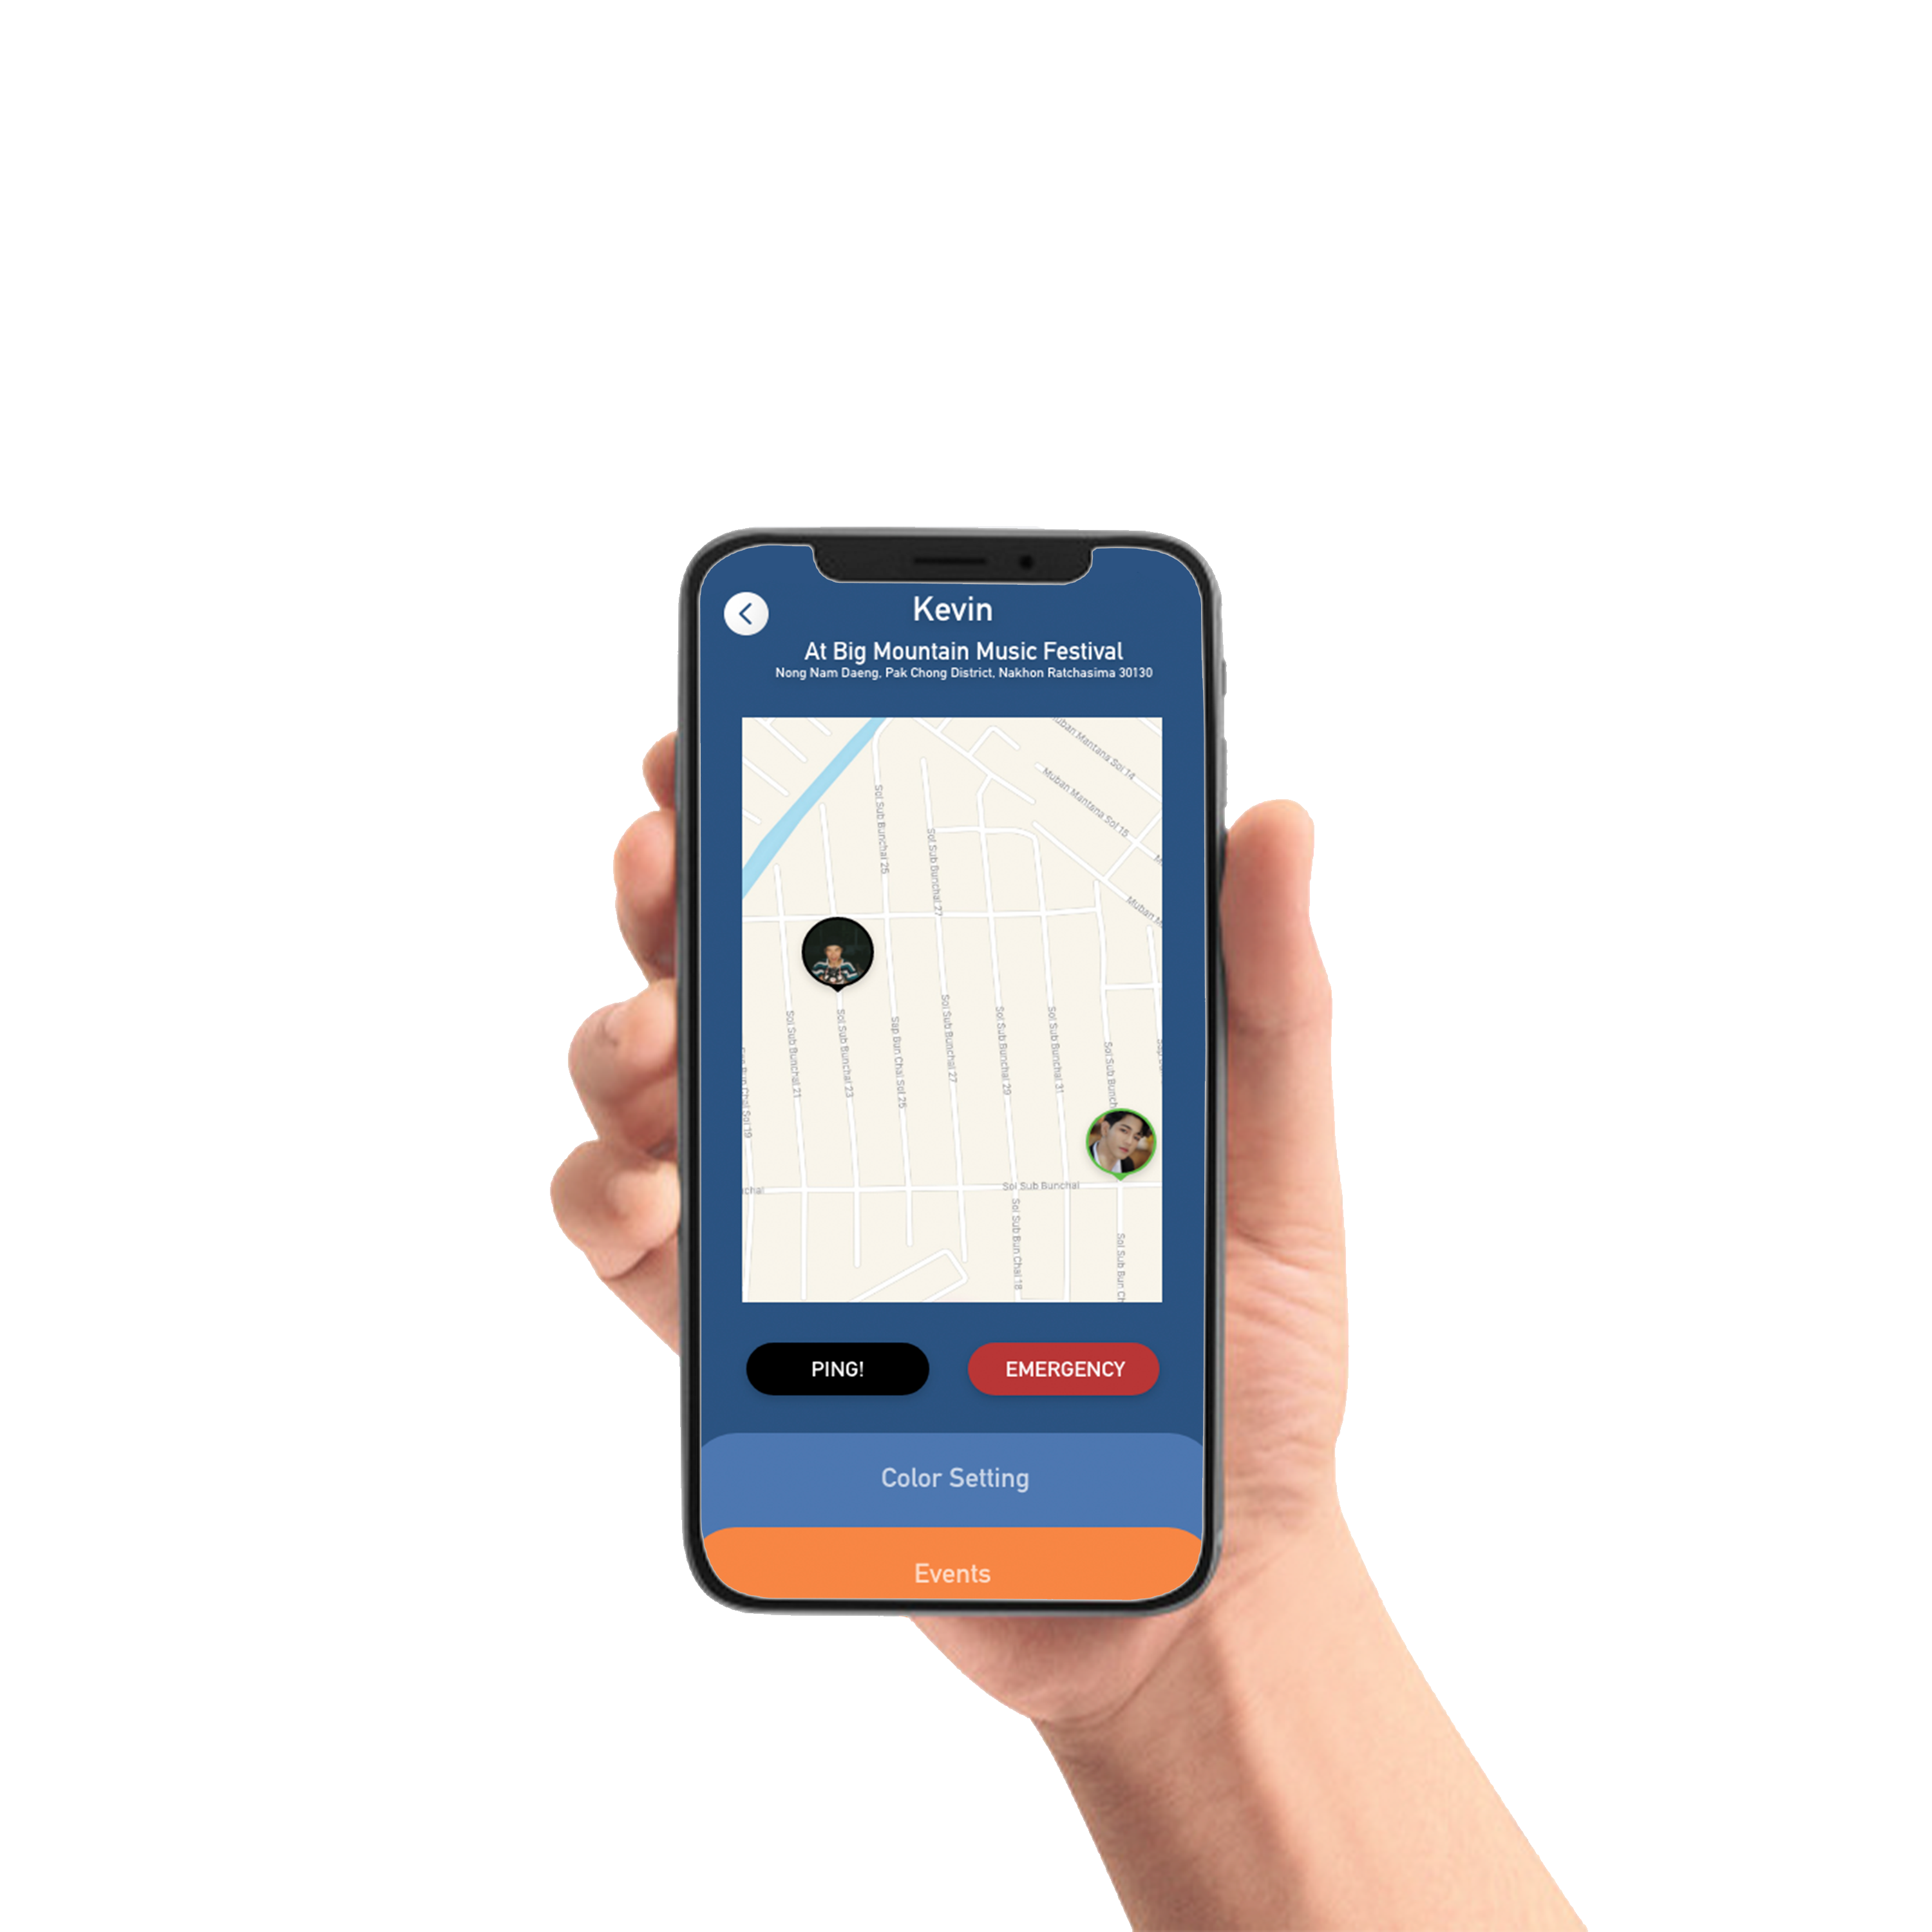 Kevin
At Big Mountain Music Festival
Nong Nam Daeng, Pak Chong District, Nakhon Ratchasima 30130
Muban Mantana Soi 14
Muban Mantana Soi 15
Soi Sub Bunchai 25
Soi Sub Bunchai 27
Muban M
Soi Sub Bunchai 21
Soi Sub Bunchai 23
Sap Bun Chai Soi 25
Soi Sub Bunchai 27
Soi Sub Bunchai 29
Soi Sub Bunchai 31
Soi Sub Bunch
Bun Chai Soi 19
chai
Soi Sub Bunchai
Soi Sub Bun Chai 18
Soi Sub Bun Ch
PING!
EMERGENCY
Color Setting
Events